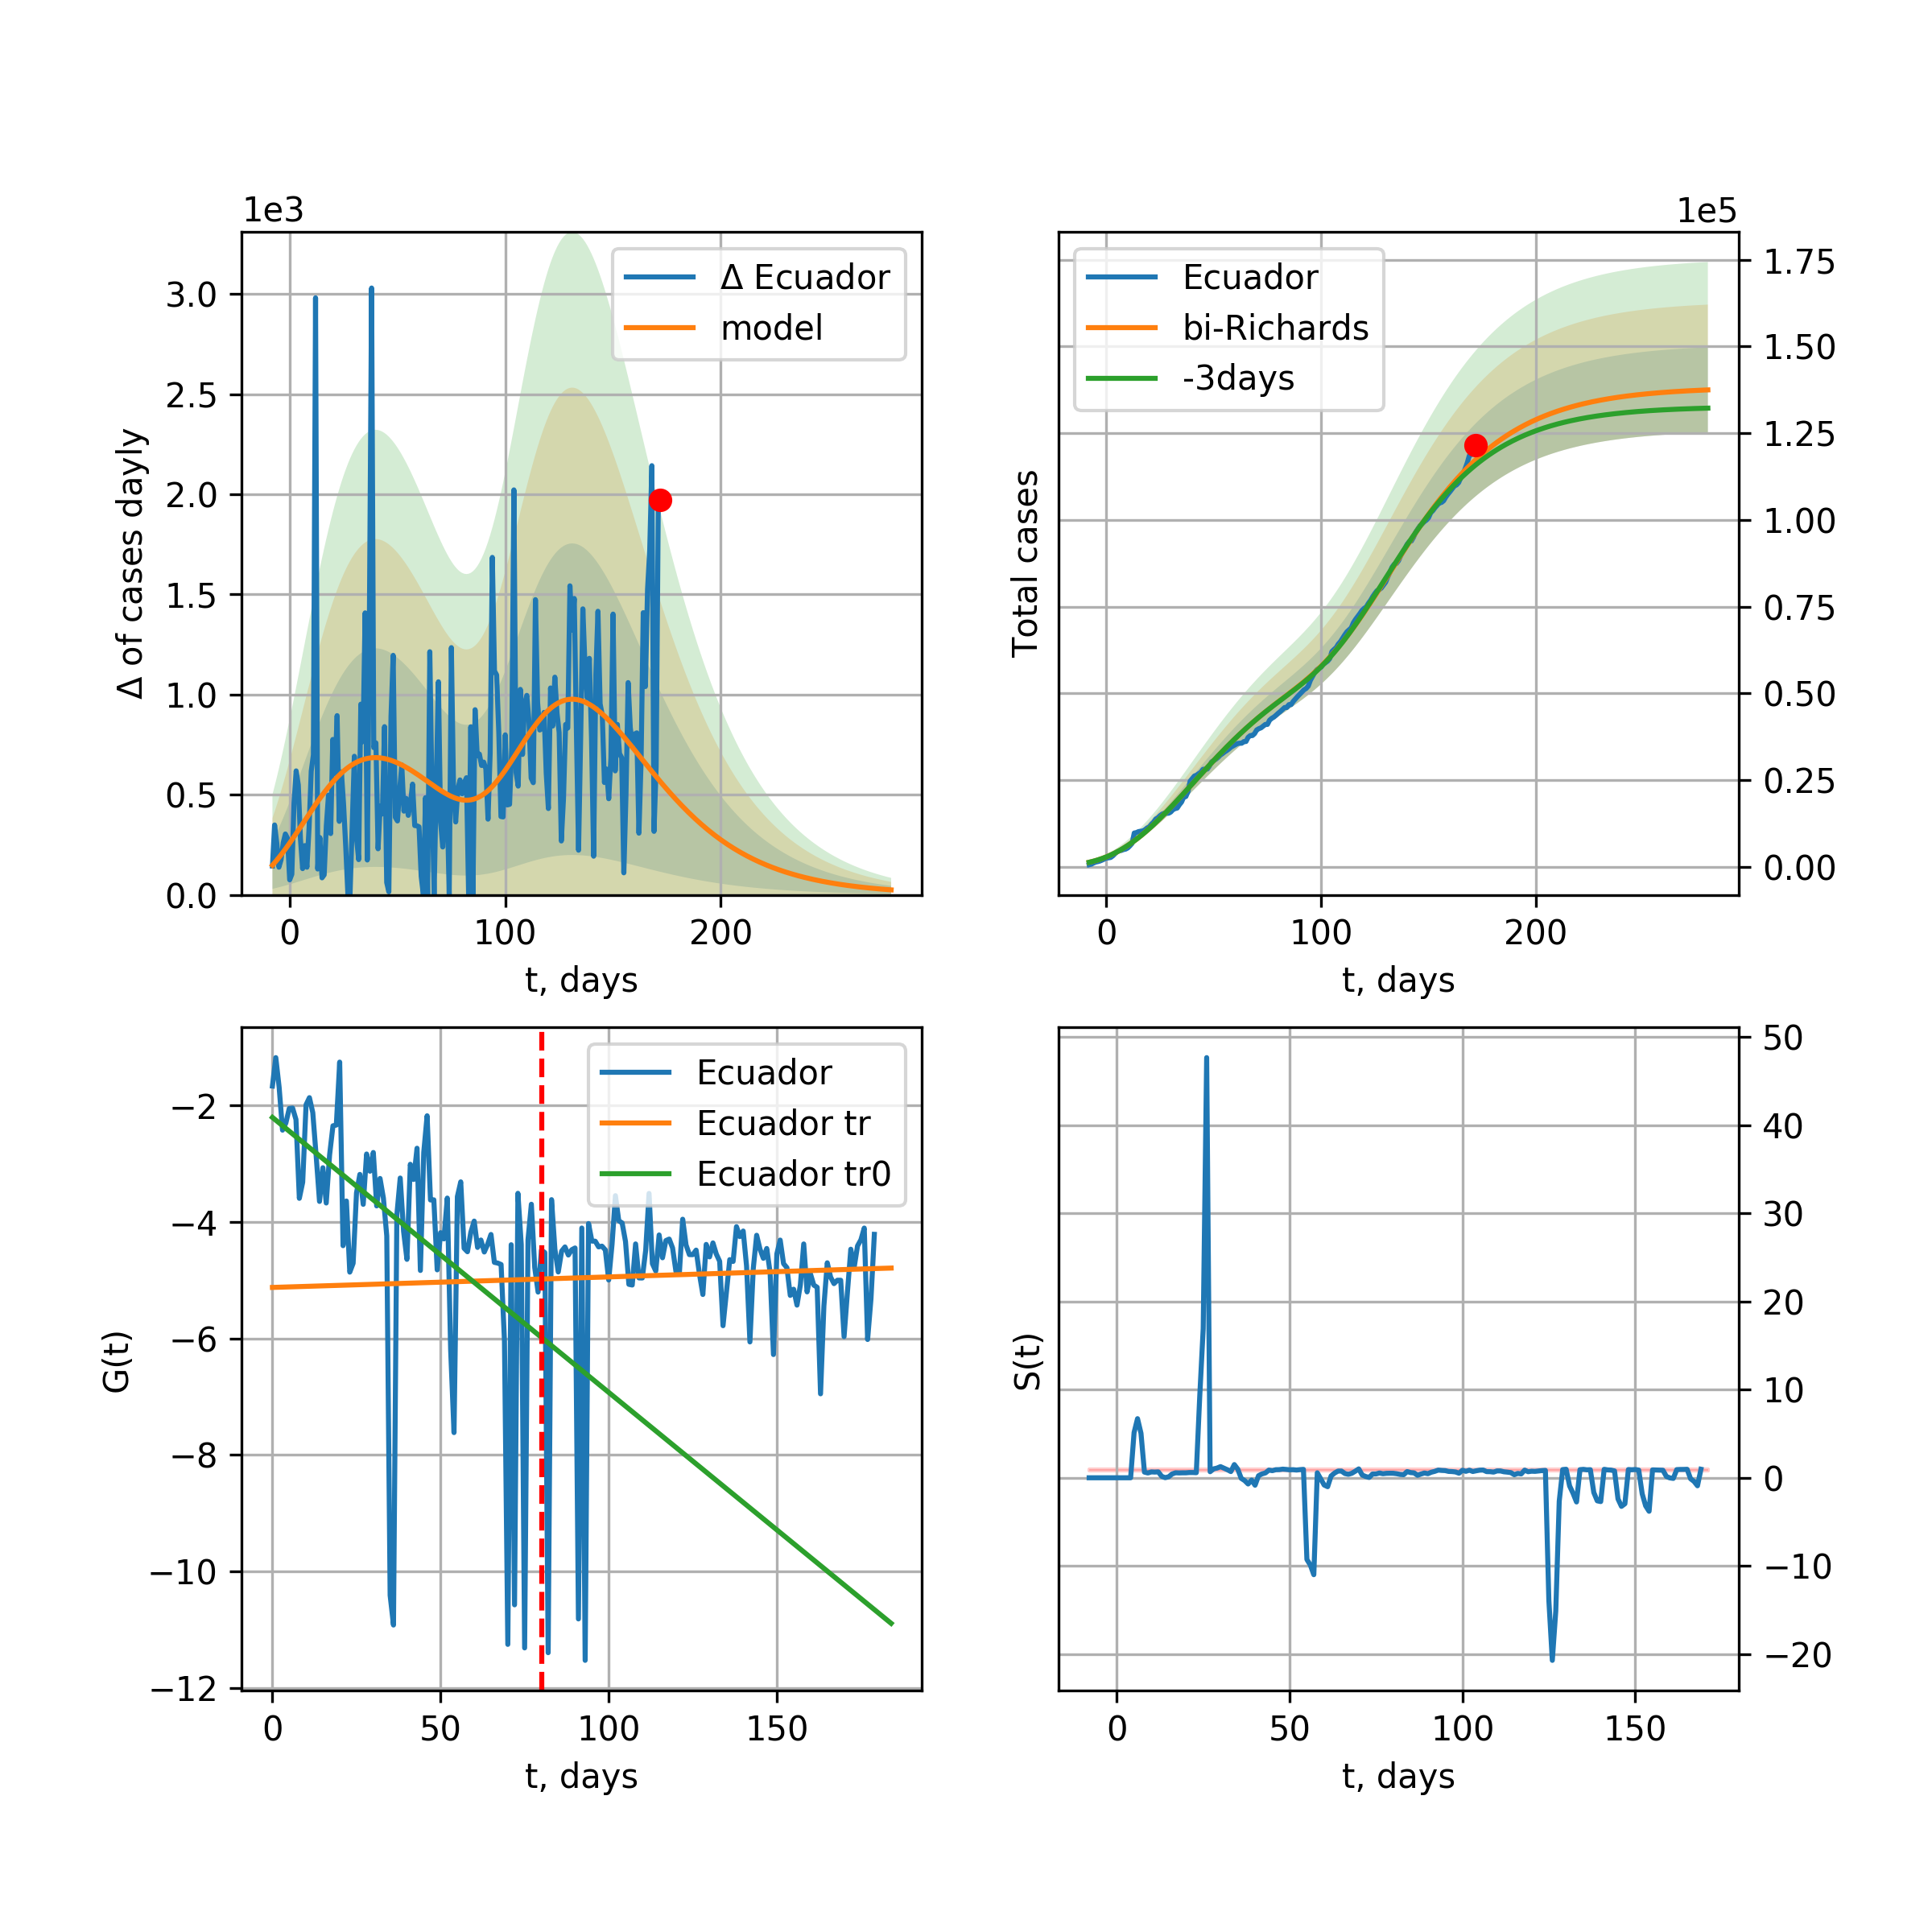 1e3
3.0
2.5
2.0
1.5
1.0
0.5
0.0
0 100 200
Δ of cases dayly
t, days
Δ Ecuador
model
1e5
1.75
1.50
1.25
1.00
0.75
0.50
0.25
0.00
0 100 200
Total cases
t, days
Ecuador
bi-Richards
-3days
−2
−4
−6
−8
−10
−12
0 50 100 150
G(t)
t, days
Ecuador
Ecuador tr
Ecuador tr0
50
40
30
20
10
0
−10
−20
0 50 100 150
S(t)
t, days